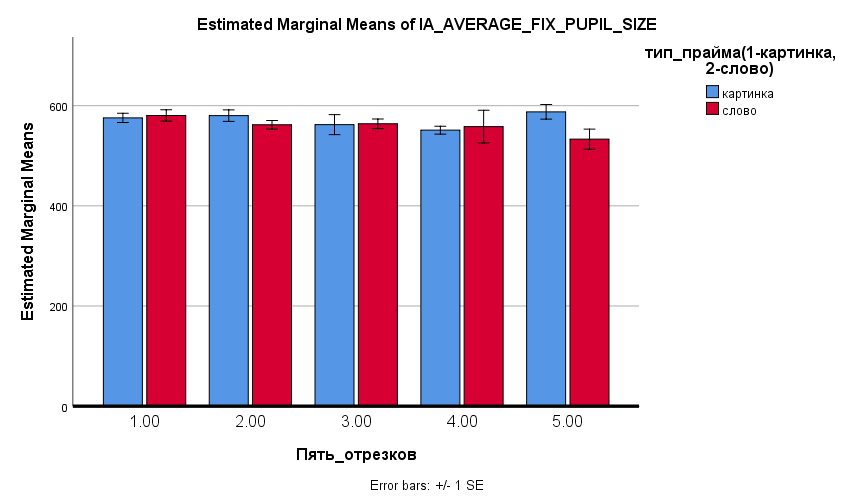 Estimated Marginal Means of IA_AVERAGE_FIX_PUPIL_SIZE
тип_прайма(1-картинка,
2-слово)
картинка
слово
Estimated Marginal Means
600
400
200
0
1.00
2.00
3.00
4.00
5.00
Пять_отрезков
Error bars: +/- 1 SE